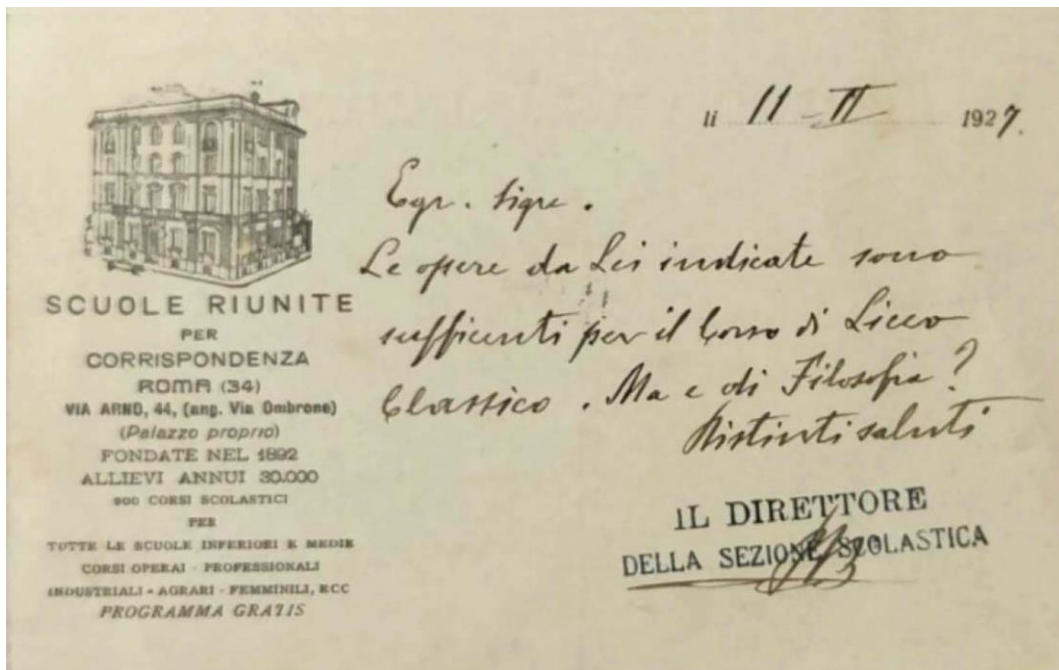 SCUOLE RIUNITE
PER
CORRISPONDENZA
ROMA (34)
VIA ARNO, 44, (ang. Via Ombrone)
(Palazzo proprio)
FONDATE NEL 1892
ALLIEVI ANNUI 30.000
900 CORSI SCOLASTICI
PER
TUTTE LE SCUOLE INFERIORI E MEDIE
CORSI OPERAI - PROFESSIONALI
INDUSTRIALI - AGRARI - FEMMINILI, ECC
PROGRAMMA GRATIS
li 11 - II 1927.
Egr. Sigre.
Le opere da Lei indicate sono
sufficenti per il Corso di Liceo
Classico. Ma e di Filosofia?
Distinti saluti
IL DIRETTORE
DELLA SEZIONE SCOLASTICA